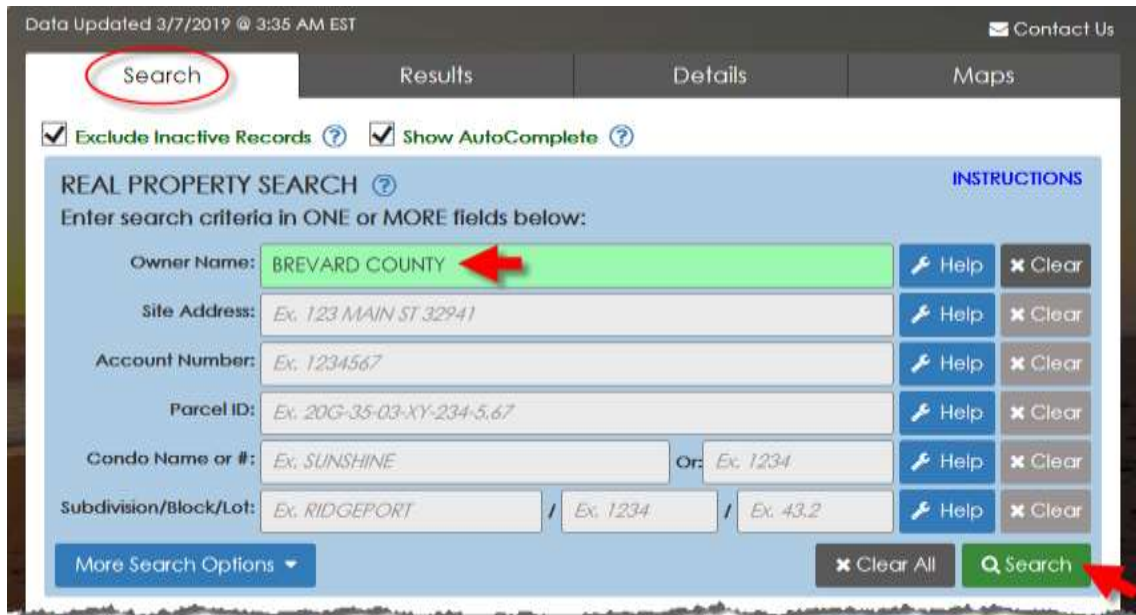 Data Updated 3/7/2019 @ 3:35 AM EST Contact Us
Search Results Details Maps
Exclude Inactive Records ? Show AutoComplete ?
REAL PROPERTY SEARCH ? INSTRUCTIONS
Enter search criteria in ONE or MORE fields below:
Owner Name: BREVARD COUNTY Help Clear
Site Address: Ex. 123 MAIN ST 32941 Help Clear
Account Number: Ex. 1234567 Help Clear
Parcel ID: Ex. 20G-35-03-XY-234-5.67 Help Clear
Condo Name or #: Ex. SUNSHINE Or: Ex. 1234 Help Clear
Subdivision/Block/Lot: Ex. RIDGEPORT / Ex. 1234 / Ex. 43.2 Help Clear
More Search Options Clear All Search